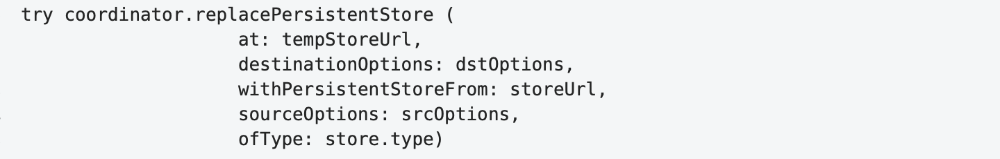 try coordinator.replacePersistentStore (
at: tempStoreUrl,
destinationOptions: dstOptions,
withPersistentStoreFrom: storeUrl,
sourceOptions: srcOptions,
ofType: store.type)